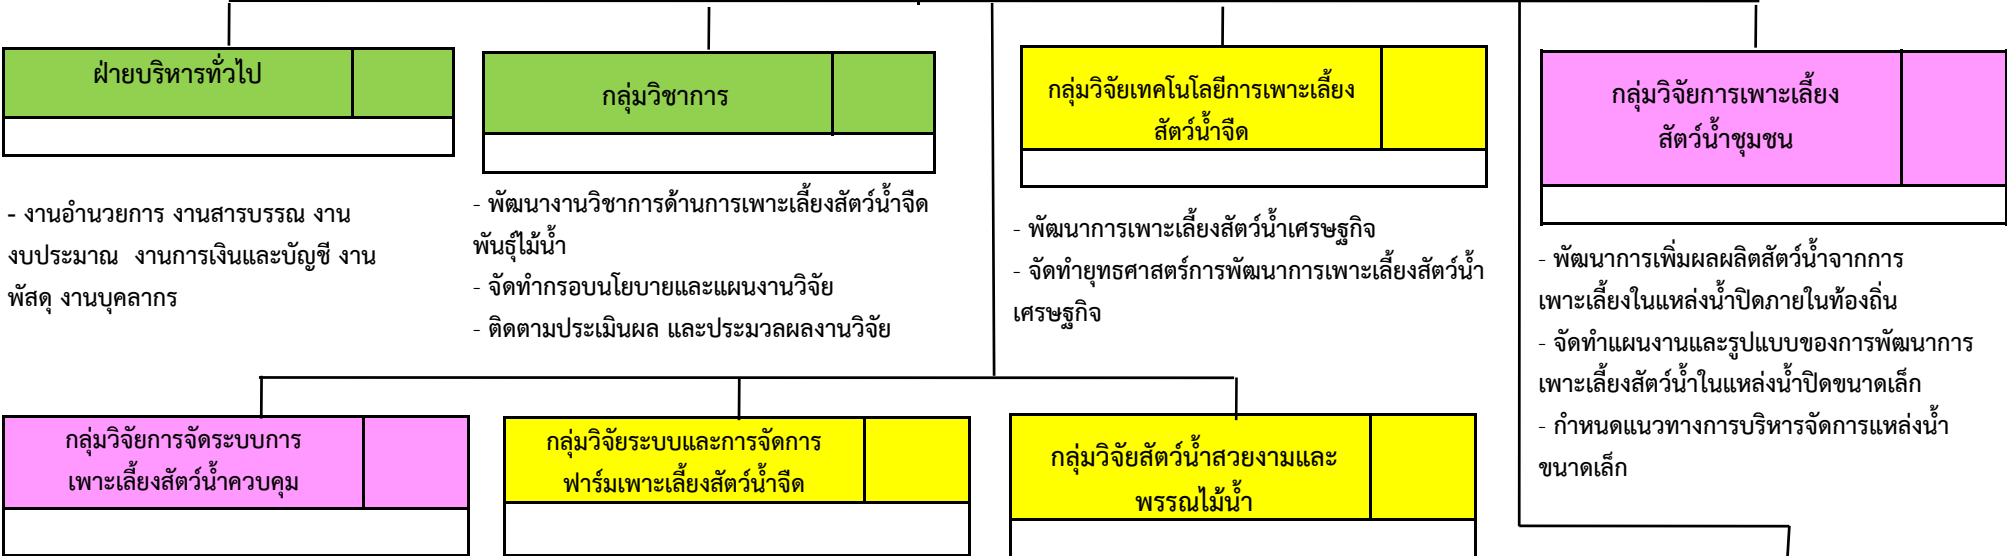 ฝ่ายบริหารทั่วไป
- งานอำนวยการ งานสารบรรณ งาน
งบประมาณ งานการเงินและบัญชี งาน
พัสดุ งานบุคลากร
กลุ่มวิชาการ
- พัฒนางานวิชาการด้านการเพาะเลี้ยงสัตว์น้ำจืด
พันธุ์ไม้น้ำ
- จัดทำกรอบนโยบายและแผนงานวิจัย
- ติดตามประเมินผล และประมวลผลงานวิจัย
กลุ่มวิจัยเทคโนโลยีการเพาะเลี้ยง
สัตว์น้ำจืด
- พัฒนาการเพาะเลี้ยงสัตว์น้ำเศรษฐกิจ
- จัดทำยุทธศาสตร์การพัฒนาการเพาะเลี้ยงสัตว์น้ำ
เศรษฐกิจ
กลุ่มวิจัยการเพาะเลี้ยง
สัตว์น้ำชุมชน
- พัฒนาการเพิ่มผลผลิตสัตว์น้ำจากการ
เพาะเลี้ยงในแหล่งน้ำปิดภายในท้องถิ่น
- จัดทำแผนงานและรูปแบบของการพัฒนาการ
เพาะเลี้ยงสัตว์น้ำในแหล่งน้ำปิดขนาดเล็ก
- กำหนดแนวทางการบริหารจัดการแหล่งน้ำ
ขนาดเล็ก
กลุ่มวิจัยการจัดระบบการ
เพาะเลี้ยงสัตว์น้ำควบคุม
กลุ่มวิจัยระบบและการจัดการ
ฟาร์มเพาะเลี้ยงสัตว์น้ำจืด
กลุ่มวิจัยสัตว์น้ำสวยงามและ
พรรณไม้น้ำ